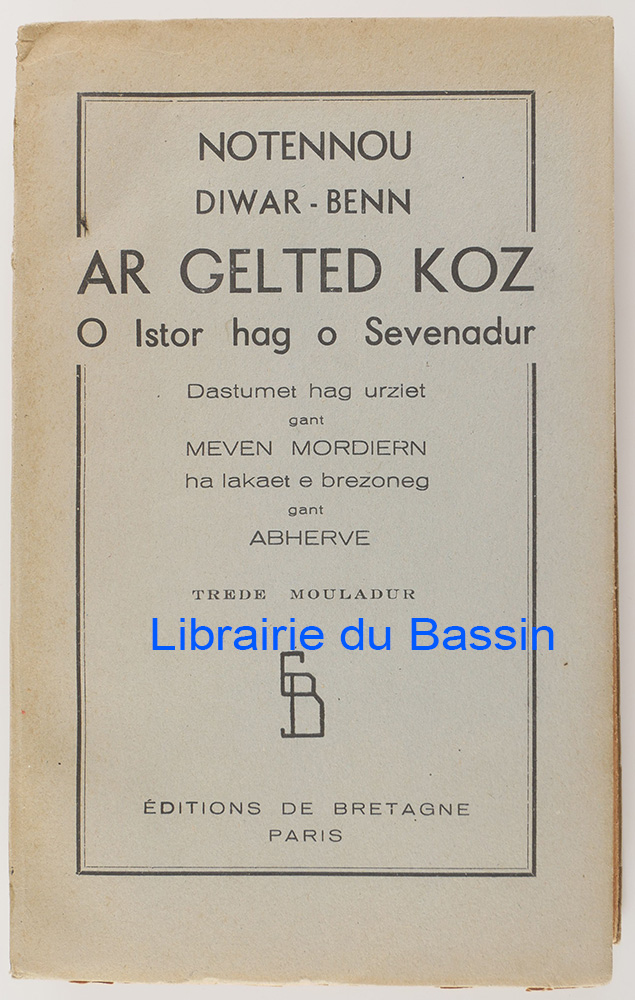 NOTENNOU
DIWAR-BENN
AR GELTED KOZ
O Istor hag o Sevenadur
Dastumet hag urziet
gant
MEVEN MORDIERN
ha lakaet e brezoneg
gant
ABHERVE
TREDE MOULADUR
Librairie du Bassin
EDB
ÉDITIONS DE BRETAGNE
PARIS